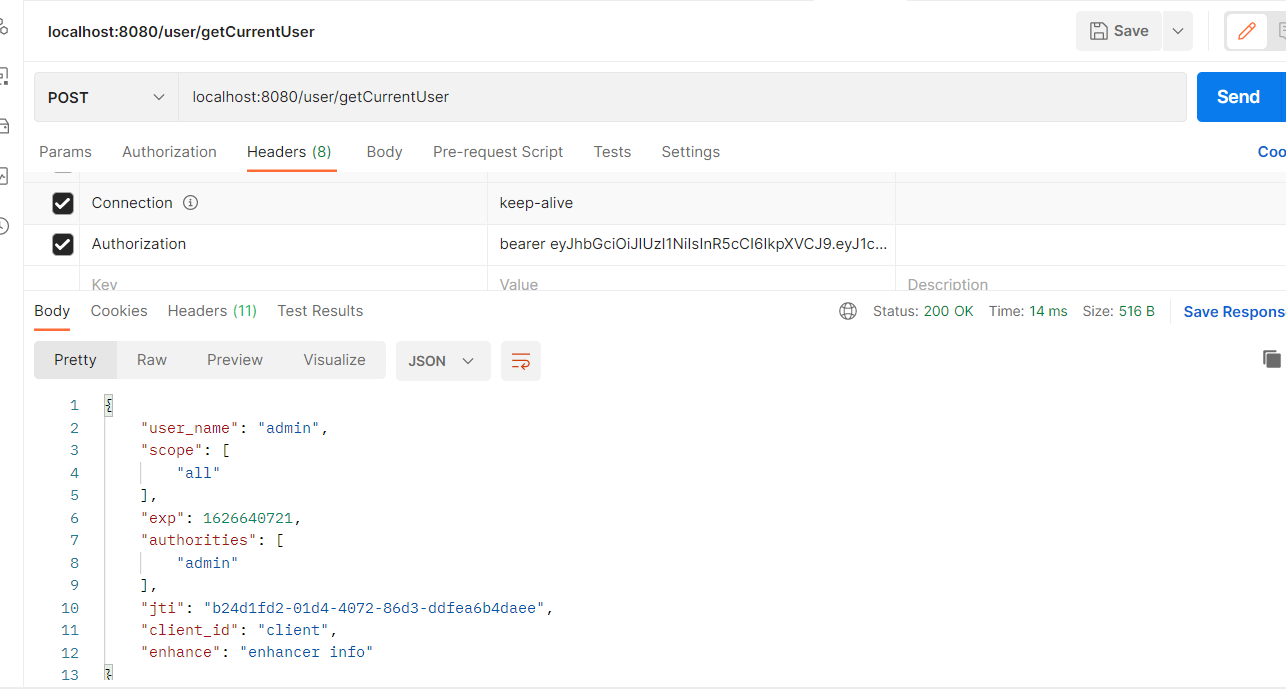 localhost:8080/user/getCurrentUser
Save
POST
localhost:8080/user/getCurrentUser
Send
Params Authorization Headers (8) Body Pre-request Script Tests Settings
Connection keep-alive
Authorization bearer eyJhbGciOiJIUzI1NiIsInR5cCI6IkpXVCJ9.eyJ1c...
Key Value Description
Body Cookies Headers (11) Test Results Status: 200 OK Time: 14 ms Size: 516 B Save Respons
Pretty Raw Preview Visualize JSON
1 {
2 "user_name": "admin",
3 "scope": [
4 "all"
5 ],
6 "exp": 1626640721,
7 "authorities": [
8 "admin"
9 ],
10 "jti": "b24d1fd2-01d4-4072-86d3-ddfea6b4daee",
11 "client_id": "client",
12 "enhance": "enhancer info"
13 }